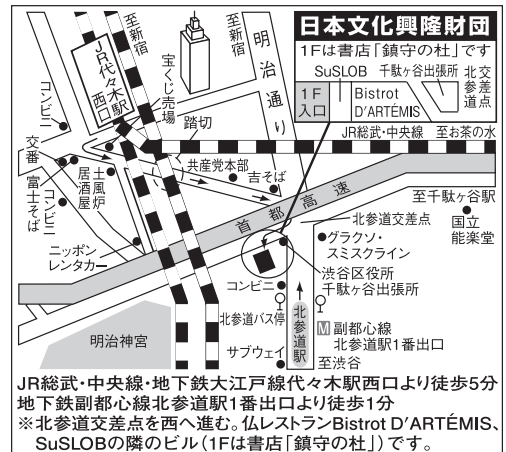 日本文化興隆財団
1Fは書店「鎮守の杜」です
SuSLOB
千駄ヶ谷出張所
北参道交差点
1F
入口
Bistrot
D'ARTÉMIS
至新宿
至新宿
明治通り
JR代々木駅
西口
宝くじ売場
踏切
コンビニ
交番
富士そば
コンビニ
居酒屋
土風炉
共産党本部
吉そば
JR総武・中央線
至お茶の水
首都高速
至千駄ヶ谷駅
国立
能楽堂
北参道交差点
グラクソ・
スミスクライン
渋谷区役所
千駄ヶ谷出張所
ニッポン
レンタカー
コンビニ
北参道バス停
北参道駅
M 副都心線
北参道駅1番出口
明治神宮
サブウェイ
至渋谷
JR総武・中央線・地下鉄大江戸線代々木駅西口より徒歩5分
地下鉄副都心線北参道駅1番出口より徒歩1分
※北参道交差点を西へ進む。仏レストランBistrot D'ARTÉMIS、
SuSLOBの隣のビル(1Fは書店「鎮守の杜」)です。